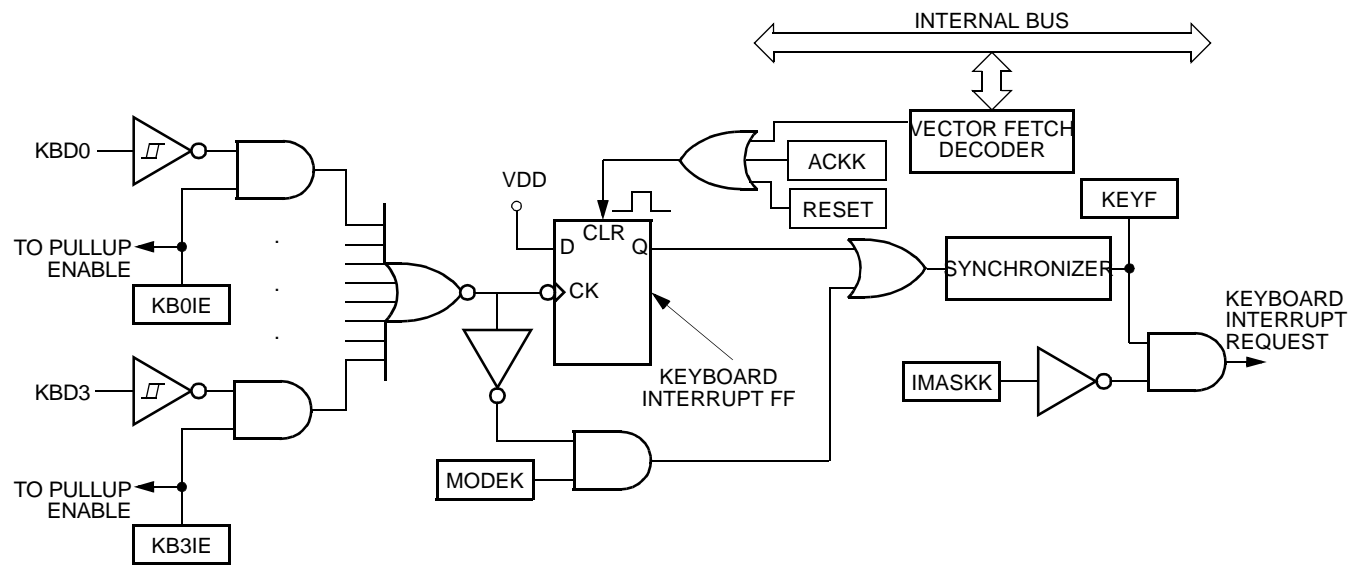 INTERNAL BUS
VECTOR FETCH
DECODER
KBD0
ACKK
VDD
RESET
KEYF
CLR
D
Q
TO PULLUP
ENABLE
SYNCHRONIZER
CK
KB0IE
KEYBOARD
INTERRUPT
REQUEST
KEYBOARD
INTERRUPT FF
IMASKK
KBD3
MODEK
TO PULLUP
ENABLE
KB3IE